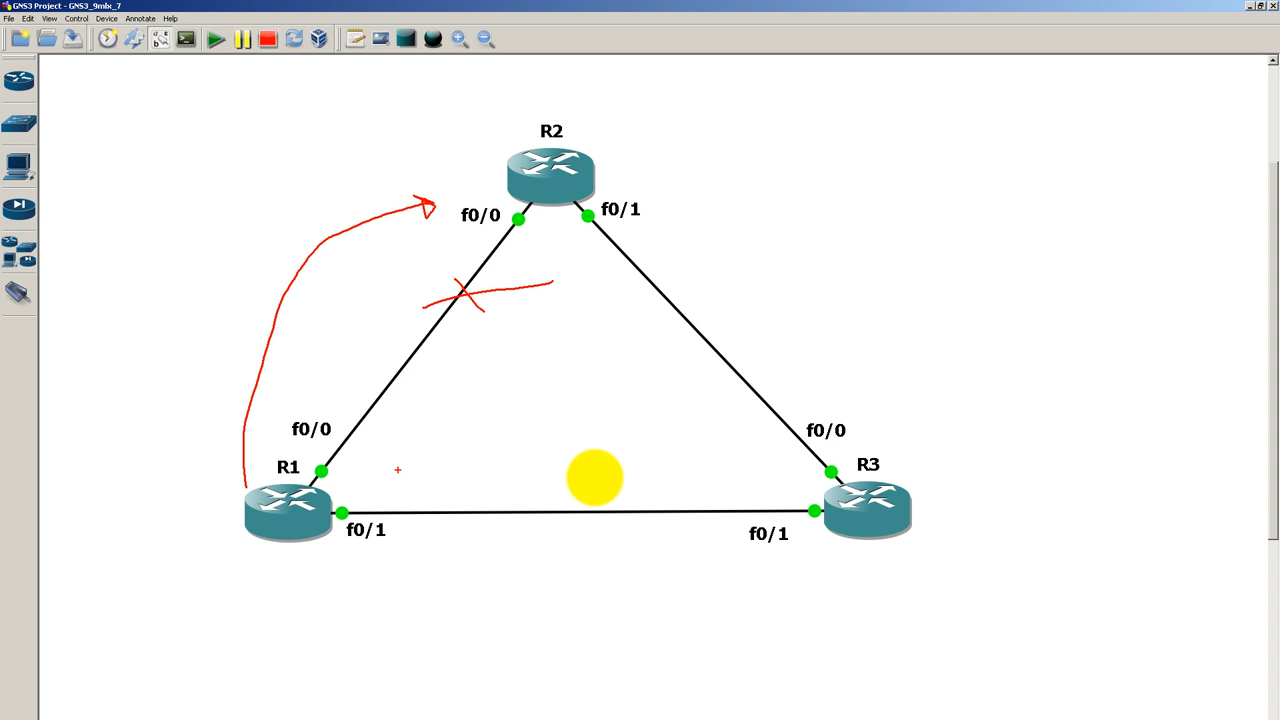 GNS3 Project - GNS3_9mlx_7
File Edit View Control Device Annotate Help
R2
f0/0
f0/1
f0/0
f0/0
R1
R3
f0/1
f0/1